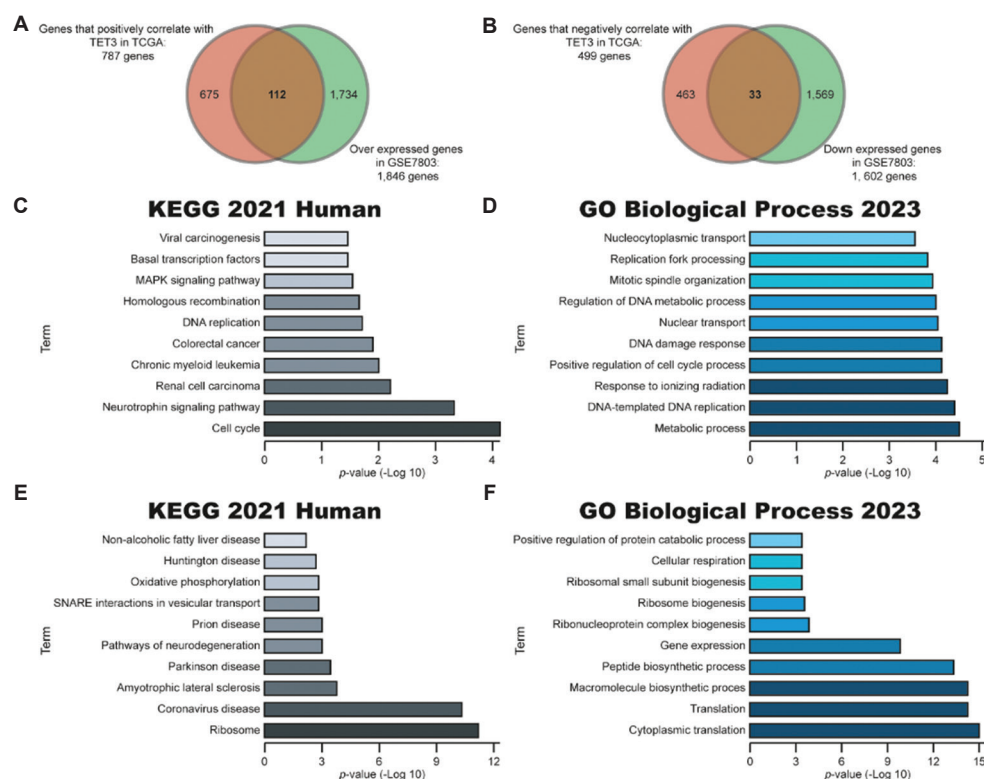 A
Genes that positively correlate with
TET3 in TCGA:
787 genes
675
112
1,734
Over expressed genes
in GSE7803:
1,846 genes
B
Genes that negatively correlate with
TET3 in TCGA:
499 genes
463
33
1,569
Down expressed genes
in GSE7803:
1, 602 genes
C
KEGG 2021 Human
Term
Viral carcinogenesis
Basal transcription factors
MAPK signaling pathway
Homologous recombination
DNA replication
Colorectal cancer
Chronic myeloid leukemia
Renal cell carcinoma
Neurotrophin signaling pathway
Cell cycle
0 1 2 3 4
p-value (-Log 10)
D
GO Biological Process 2023
Term
Nucleocytoplasmic transport
Replication fork processing
Mitotic spindle organization
Regulation of DNA metabolic process
Nuclear transport
DNA damage response
Positive regulation of cell cycle process
Response to ionizing radiation
DNA-templated DNA replication
Metabolic process
0 1 2 3 4 5
p-value (-Log 10)
E
KEGG 2021 Human
Term
Non-alcoholic fatty liver disease
Huntington disease
Oxidative phosphorylation
SNARE interactions in vesicular transport
Prion disease
Pathways of neurodegeneration
Parkinson disease
Amyotrophic lateral sclerosis
Coronavirus disease
Ribosome
0 3 6 9 12
p-value (-Log 10)
F
GO Biological Process 2023
Term
Positive regulation of protein catabolic process
Cellular respiration
Ribosomal small subunit biogenesis
Ribosome biogenesis
Ribonucleoprotein complex biogenesis
Gene expression
Peptide biosynthetic process
Macromolecule biosynthetic proces
Translation
Cytoplasmic translation
0 3 6 9 12 15
p-value (-Log 10)